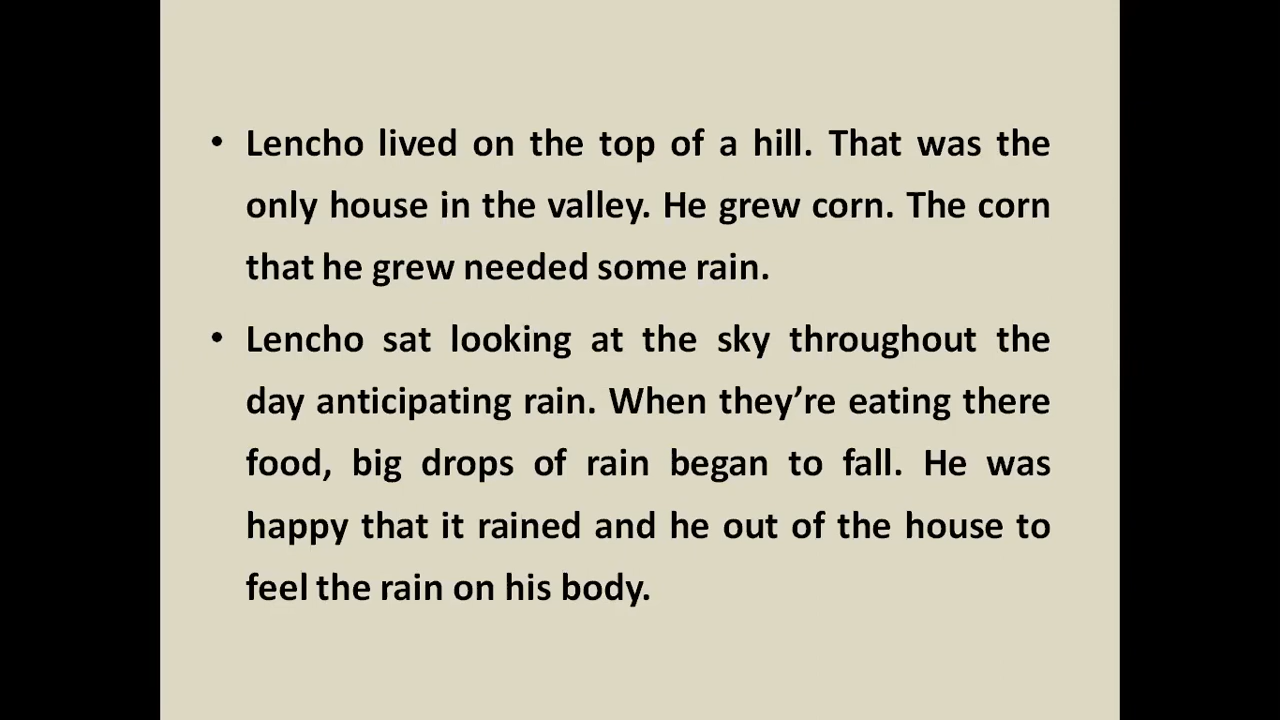 • Lencho lived on the top of a hill. That was the
only house in the valley. He grew corn. The corn
that he grew needed some rain.
• Lencho sat looking at the sky throughout the
day anticipating rain. When they’re eating there
food, big drops of rain began to fall. He was
happy that it rained and he out of the house to
feel the rain on his body.